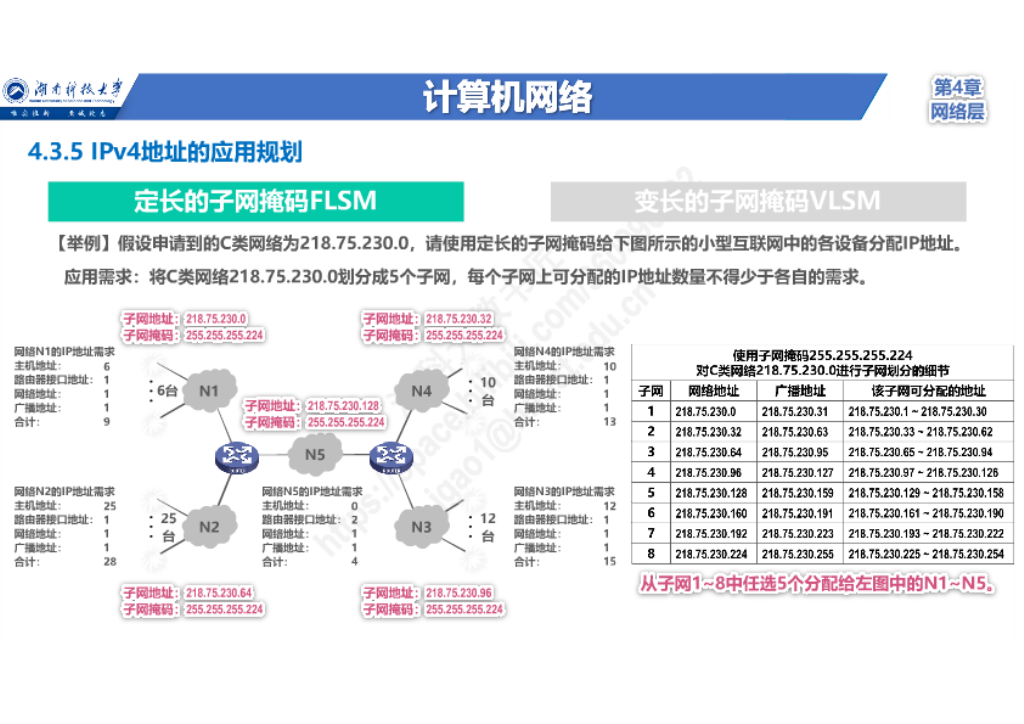 湖南科技大学
计算机网络
第4章
网络层
4.3.5 IPv4地址的应用规划
定长的子网掩码FLSM
变长的子网掩码VLSM
【举例】假设申请到的C类网络为218.75.230.0，请使用定长的子网掩码给下图所示的小型互联网中的各设备分配IP地址。
应用需求：将C类网络218.75.230.0划分成5个子网，每个子网上可分配的IP地址数量不得少于各自的需求。
子网地址：218.75.230.0
子网掩码：255.255.255.224
子网地址：218.75.230.32
子网掩码：255.255.255.224
网络N1的IP地址需求
主机地址： 6
路由器接口地址： 1
网络地址： 1
广播地址： 1
合计： 9
6台
N1
N4
10
台
网络N4的IP地址需求
主机地址： 10
路由器接口地址： 1
网络地址： 1
广播地址： 1
合计： 13
子网地址：218.75.230.128
子网掩码：255.255.255.224
N5
网络N2的IP地址需求
主机地址： 25
路由器接口地址： 1
网络地址： 1
广播地址： 1
合计： 28
25
台
N2
网络N5的IP地址需求
主机地址： 0
路由器接口地址： 2
网络地址： 1
广播地址： 1
合计： 4
N3
12
台
网络N3的IP地址需求
主机地址： 12
路由器接口地址： 1
网络地址： 1
广播地址： 1
合计： 15
子网地址：218.75.230.64
子网掩码：255.255.255.224
子网地址：218.75.230.96
子网掩码：255.255.255.224
使用子网掩码255.255.255.224
对C类网络218.75.230.0进行子网划分的细节
子网 网络地址 广播地址 该子网可分配的地址
1 218.75.230.0 218.75.230.31 218.75.230.1 ~ 218.75.230.30
2 218.75.230.32 218.75.230.63 218.75.230.33 ~ 218.75.230.62
3 218.75.230.64 218.75.230.95 218.75.230.65 ~ 218.75.230.94
4 218.75.230.96 218.75.230.127 218.75.230.97 ~ 218.75.230.126
5 218.75.230.128 218.75.230.159 218.75.230.129 ~ 218.75.230.158
6 218.75.230.160 218.75.230.191 218.75.230.161 ~ 218.75.230.190
7 218.75.230.192 218.75.230.223 218.75.230.193 ~ 218.75.230.222
8 218.75.230.224 218.75.230.255 218.75.230.225 ~ 218.75.230.254
从子网1~8中任选5个分配给左图中的N1~N5。